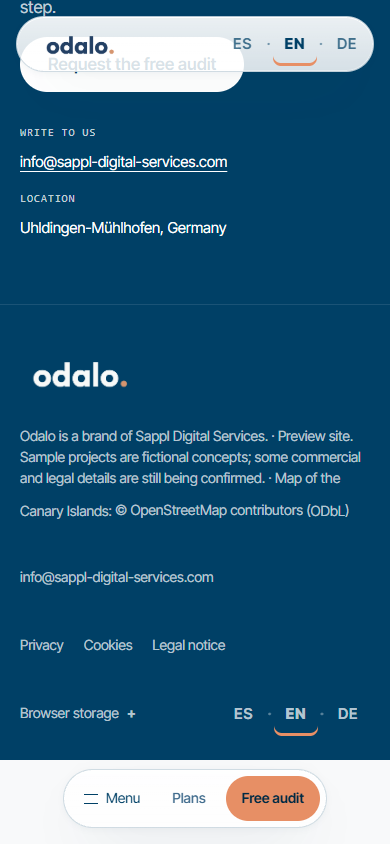 step.
odalo.
ES · EN · DE
Request the free audit
WRITE TO US
info@sappl-digital-services.com
LOCATION
Uhldingen-Mühlhofen, Germany
odalo.
Odalo is a brand of Sappl Digital Services. · Preview site.
Sample projects are fictional concepts; some commercial
and legal details are still being confirmed. · Map of the
Canary Islands: © OpenStreetMap contributors (ODbL)
info@sappl-digital-services.com
Privacy Cookies Legal notice
Browser storage + ES · EN · DE
Menu Plans Free audit